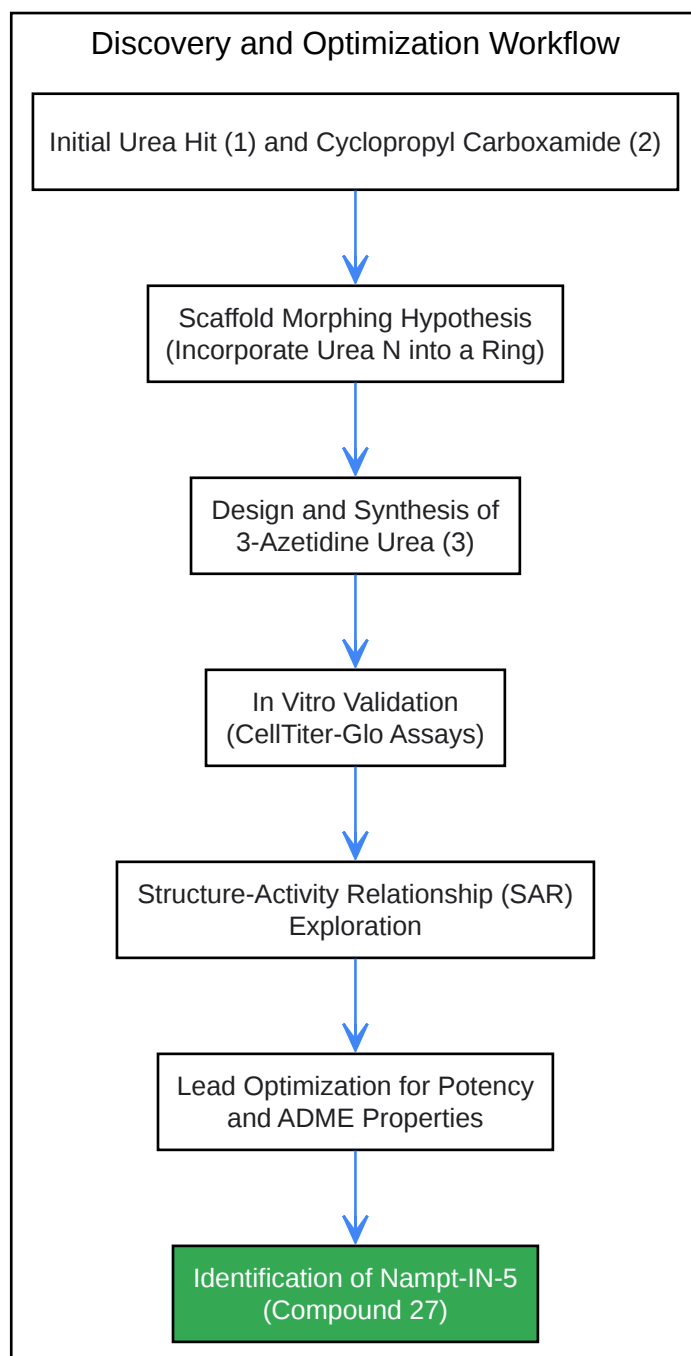 Discovery and Optimization Workflow
Initial Urea Hit (1) and Cyclopropyl Carboxamide (2)
Scaffold Morphing Hypothesis
(Incorporate Urea N into a Ring)
Design and Synthesis of
3-Azetidine Urea (3)
In Vitro Validation
(CellTiter-Glo Assays)
Structure-Activity Relationship (SAR)
Exploration
Lead Optimization for Potency
and ADME Properties
Identification of Nampt-IN-5
(Compound 27)